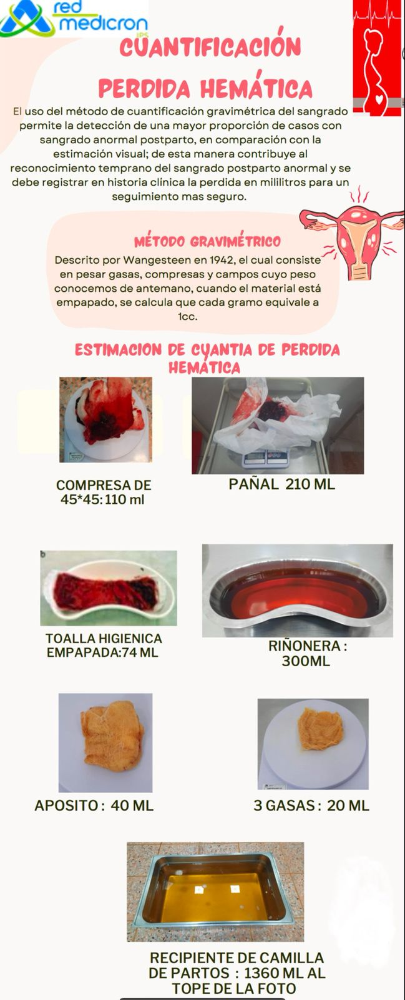 red
medicron
IPS
CUANTIFICACIÓN
PERDIDA HEMÁTICA
El uso del método de cuantificación gravimétrica del sangrado
permite la detección de una mayor proporción de casos con
sangrado anormal postparto, en comparación con la
estimación visual; de esta manera contribuye al
reconocimiento temprano del sangrado postparto anormal y se
debe registrar en historia clínica la perdida en mililitros para un
seguimiento mas seguro.
MÉTODO GRAVIMÉTRICO
Descrito por Wangesteen en 1942, el cual consiste
en pesar gasas, compresas y campos cuyo peso
conocemos de antemano, cuando el material está
empapado, se calcula que cada gramo equivale a
1cc.
ESTIMACION DE CUANTIA DE PERDIDA
HEMÁTICA
COMPRESA DE
45*45: 110 ml
PAÑAL 210 ML
TOALLA HIGIENICA
EMPAPADA:74 ML
RIÑONERA :
300ML
APOSITO : 40 ML
3 GASAS : 20 ML
RECIPIENTE DE CAMILLA
DE PARTOS : 1360 ML AL
TOPE DE LA FOTO